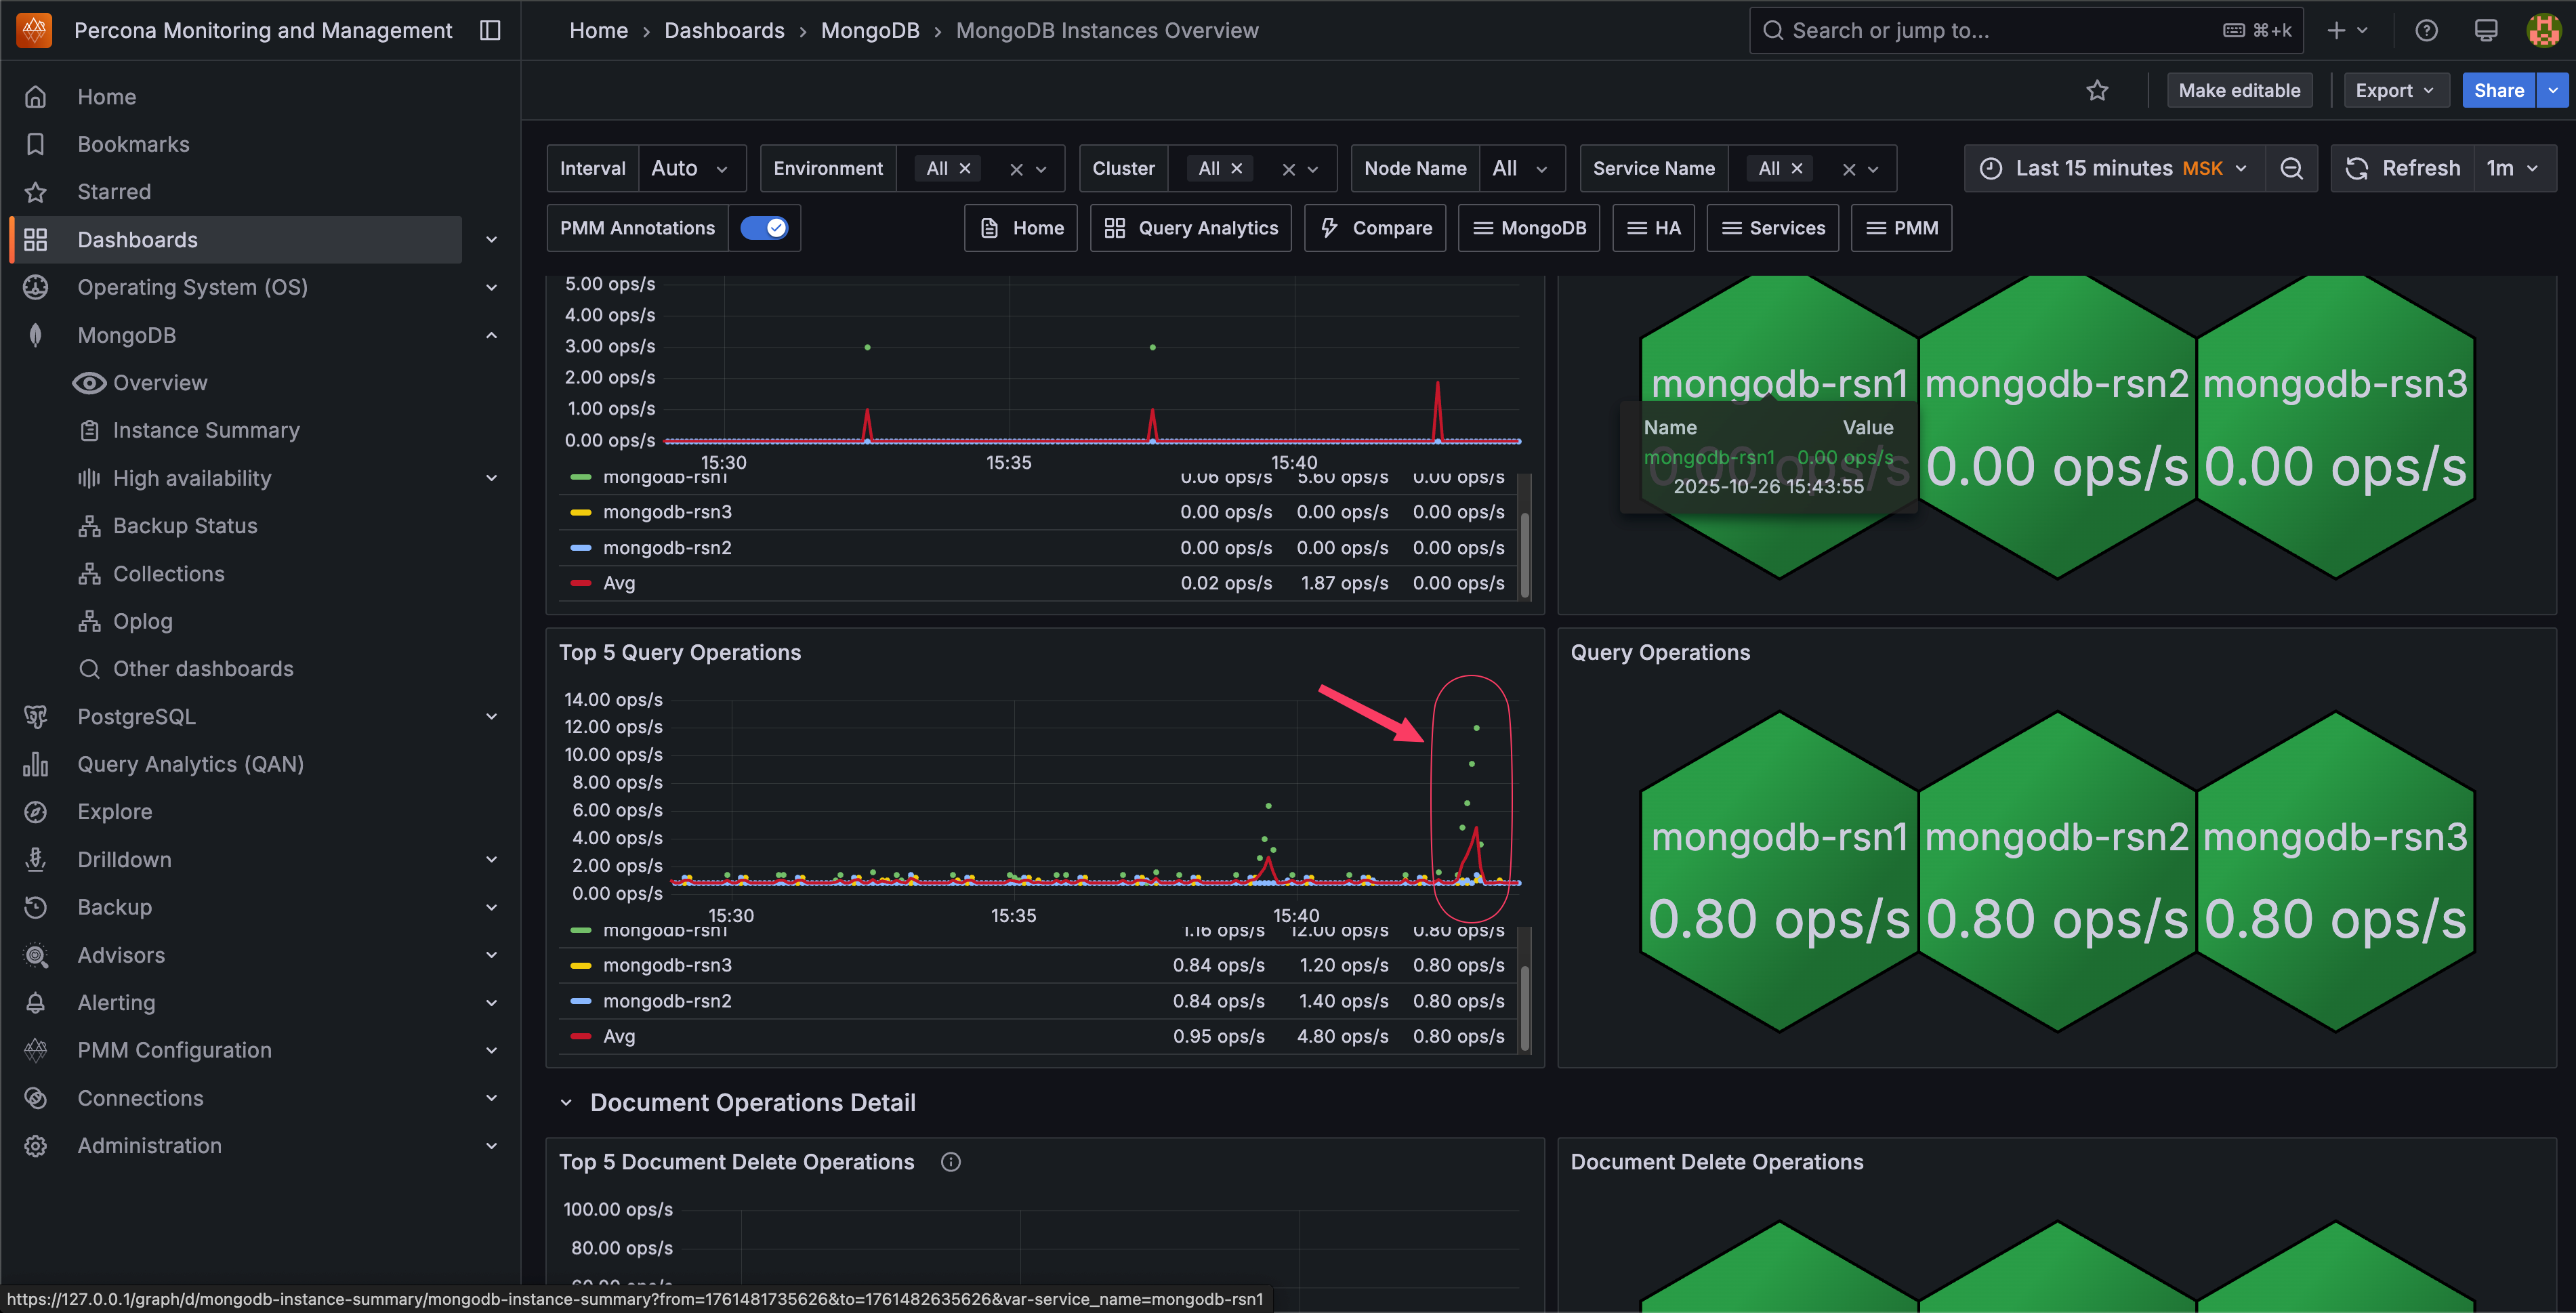 Percona Monitoring and Management
Home › Dashboards › MongoDB › MongoDB Instances Overview
Search or jump to...
⌘+k
Make editable
Export
Share
Home
Bookmarks
Starred
Dashboards
Operating System (OS)
MongoDB
Overview
Instance Summary
High availability
Backup Status
Collections
Oplog
Other dashboards
PostgreSQL
Query Analytics (QAN)
Explore
Drilldown
Backup
Advisors
Alerting
PMM Configuration
Connections
Administration
Interval Auto
Environment All
Cluster All
Node Name All
Service Name All
Last 15 minutes MSK
Refresh 1m
PMM Annotations
Home
Query Analytics
Compare
MongoDB
HA
Services
PMM
5.00 ops/s
4.00 ops/s
3.00 ops/s
2.00 ops/s
1.00 ops/s
0.00 ops/s
15:30 15:35 15:40
mongodb-rsn1 0.06 ops/s 5.60 ops/s 0.00 ops/s
mongodb-rsn3 0.00 ops/s 0.00 ops/s 0.00 ops/s
mongodb-rsn2 0.00 ops/s 0.00 ops/s 0.00 ops/s
Avg 0.02 ops/s 1.87 ops/s 0.00 ops/s
mongodb-rsn1 mongodb-rsn2 mongodb-rsn3
0.00 ops/s 0.00 ops/s 0.00 ops/s
Name Value
mongodb-rsn1 0.00 ops/s
2025-10-26 15:43:55
Top 5 Query Operations
14.00 ops/s
12.00 ops/s
10.00 ops/s
8.00 ops/s
6.00 ops/s
4.00 ops/s
2.00 ops/s
0.00 ops/s
15:30 15:35 15:40
mongodb-rsn1 1.16 ops/s 12.00 ops/s 0.80 ops/s
mongodb-rsn3 0.84 ops/s 1.20 ops/s 0.80 ops/s
mongodb-rsn2 0.84 ops/s 1.40 ops/s 0.80 ops/s
Avg 0.95 ops/s 4.80 ops/s 0.80 ops/s
Query Operations
mongodb-rsn1 mongodb-rsn2 mongodb-rsn3
0.80 ops/s 0.80 ops/s 0.80 ops/s
Document Operations Detail
Top 5 Document Delete Operations
100.00 ops/s
80.00 ops/s
60.00 ops/s
Document Delete Operations
https://127.0.0.1/graph/d/mongodb-instance-summary/mongodb-instance-summary?from=1761481735626&to=1761482635626&var-service_name=mongodb-rsn1